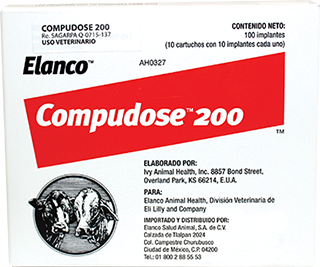 COMPUDOSE 200
Re. SAGARPA Q-0715-137
USO VETERINARIO
CONTENIDO NETO:
100 implantes
(10 cartuchos con 10 implantes cada uno)
Elanco™
AH0327
Compudose™ 200
TM
ELABORADO POR:
Ivy Animal Health, Inc. 8857 Bond Street,
Overland Park, KS 66214, E.U.A.
PARA:
Elanco Animal Health, División Veterinaria de
Eli Lilly and Company
IMPORTADO Y DISTRIBUIDO POR:
Elanco Salud Animal, S.A. de C.V.
Calzada de Tlalpan 2024
Col. Campestre Churubusco
Ciudad de México, C.P. 04200
Tel.: 01 800 2 88 55 53